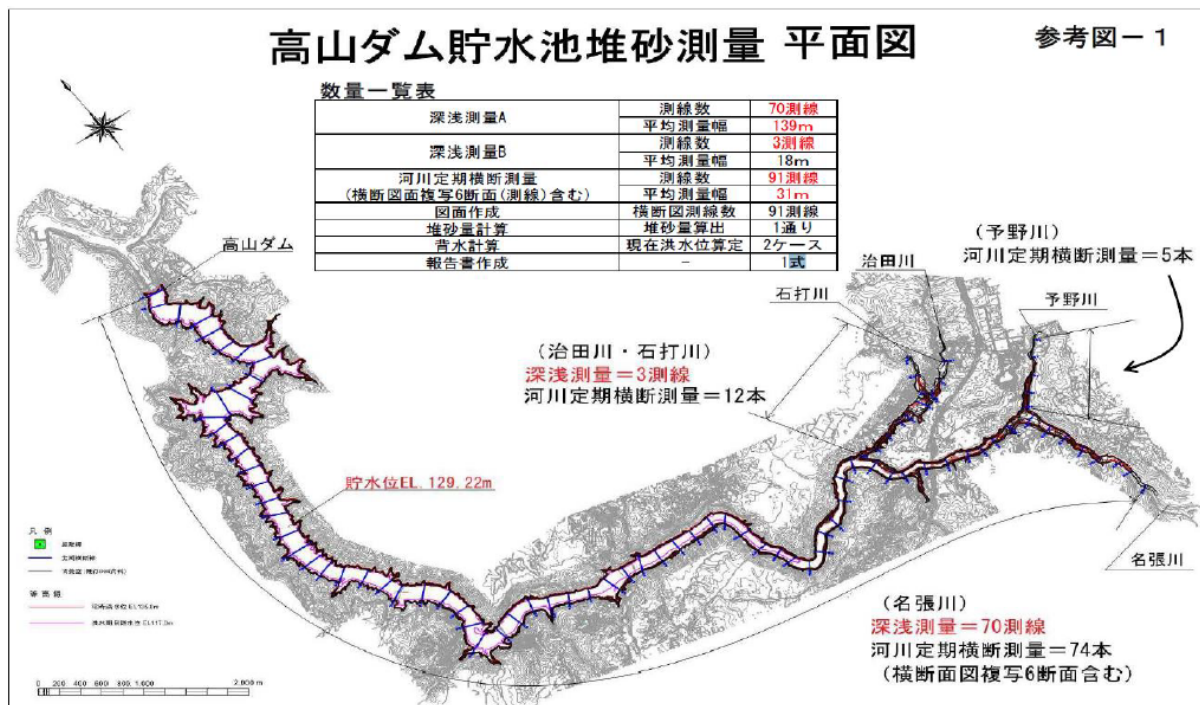 高山ダム貯水池堆砂測量 平面図
参考図－1
数量一覧表
深浅測量A 測線数 70測線
平均測量幅 139m
深浅測量B 測線数 3測線
平均測量幅 18m
河川定期横断測量 測線数 91測線
(横断図面複写6断面(測線)含む) 平均測量幅 31m
図面作成 横断図測線数 91測線
堆砂量計算 堆砂量算出 1通り
背水計算 現在洪水位算定 2ケース
報告書作成 － 1式
高山ダム
治田川
石打川
(予野川)
河川定期横断測量＝5本
予野川
(治田川・石打川)
深浅測量＝3測線
河川定期横断測量＝12本
貯水位EL.129.22m
名張川
(名張川)
深浅測量＝70測線
河川定期横断測量＝74本
(横断面図複写6断面含む)
凡 例
等高線
0 200 400 600 800 1,000 2,000 m